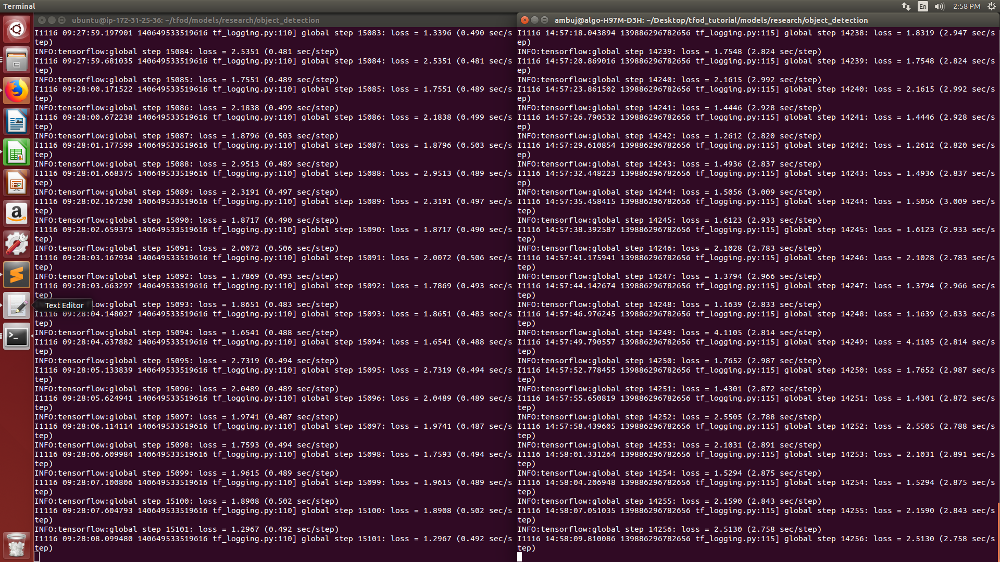 Terminal
En
2:58 PM
ubuntu@ip-172-31-25-36: ~/tfod/models/research/object_detection
I1116 09:27:59.197901 140649533519616 tf_logging.py:110] global step 15083: loss = 1.3396 (0.490 sec/s
tep)
INFO:tensorflow:global step 15084: loss = 2.5351 (0.481 sec/step)
I1116 09:27:59.681035 140649533519616 tf_logging.py:110] global step 15084: loss = 2.5351 (0.481 sec/s
tep)
INFO:tensorflow:global step 15085: loss = 1.7551 (0.489 sec/step)
I1116 09:28:00.171522 140649533519616 tf_logging.py:110] global step 15085: loss = 1.7551 (0.489 sec/s
tep)
INFO:tensorflow:global step 15086: loss = 2.1838 (0.499 sec/step)
I1116 09:28:00.672238 140649533519616 tf_logging.py:110] global step 15086: loss = 2.1838 (0.499 sec/s
tep)
INFO:tensorflow:global step 15087: loss = 1.8796 (0.503 sec/step)
I1116 09:28:01.177599 140649533519616 tf_logging.py:110] global step 15087: loss = 1.8796 (0.503 sec/s
tep)
INFO:tensorflow:global step 15088: loss = 2.9513 (0.489 sec/step)
I1116 09:28:01.668375 140649533519616 tf_logging.py:110] global step 15088: loss = 2.9513 (0.489 sec/s
tep)
INFO:tensorflow:global step 15089: loss = 2.3191 (0.497 sec/step)
I1116 09:28:02.167290 140649533519616 tf_logging.py:110] global step 15089: loss = 2.3191 (0.497 sec/s
tep)
INFO:tensorflow:global step 15090: loss = 1.8717 (0.490 sec/step)
I1116 09:28:02.659375 140649533519616 tf_logging.py:110] global step 15090: loss = 1.8717 (0.490 sec/s
tep)
INFO:tensorflow:global step 15091: loss = 2.0072 (0.506 sec/step)
I1116 09:28:03.167934 140649533519616 tf_logging.py:110] global step 15091: loss = 2.0072 (0.506 sec/s
tep)
INFO:tensorflow:global step 15092: loss = 1.7869 (0.493 sec/step)
I1116 09:28:03.663297 140649533519616 tf_logging.py:110] global step 15092: loss = 1.7869 (0.493 sec/s
tep)
Text Editor
low:global step 15093: loss = 1.8651 (0.483 sec/step)
I1116 09:28:04.148027 140649533519616 tf_logging.py:110] global step 15093: loss = 1.8651 (0.483 sec/s
tep)
INFO:tensorflow:global step 15094: loss = 1.6541 (0.488 sec/step)
I1116 09:28:04.637882 140649533519616 tf_logging.py:110] global step 15094: loss = 1.6541 (0.488 sec/s
tep)
INFO:tensorflow:global step 15095: loss = 2.7319 (0.494 sec/step)
I1116 09:28:05.133839 140649533519616 tf_logging.py:110] global step 15095: loss = 2.7319 (0.494 sec/s
tep)
INFO:tensorflow:global step 15096: loss = 2.0489 (0.489 sec/step)
I1116 09:28:05.624941 140649533519616 tf_logging.py:110] global step 15096: loss = 2.0489 (0.489 sec/s
tep)
INFO:tensorflow:global step 15097: loss = 1.9741 (0.487 sec/step)
I1116 09:28:06.114114 140649533519616 tf_logging.py:110] global step 15097: loss = 1.9741 (0.487 sec/s
tep)
INFO:tensorflow:global step 15098: loss = 1.7593 (0.494 sec/step)
I1116 09:28:06.609984 140649533519616 tf_logging.py:110] global step 15098: loss = 1.7593 (0.494 sec/s
tep)
INFO:tensorflow:global step 15099: loss = 1.9615 (0.489 sec/step)
I1116 09:28:07.100806 140649533519616 tf_logging.py:110] global step 15099: loss = 1.9615 (0.489 sec/s
tep)
INFO:tensorflow:global step 15100: loss = 1.8908 (0.502 sec/step)
I1116 09:28:07.604793 140649533519616 tf_logging.py:110] global step 15100: loss = 1.8908 (0.502 sec/s
tep)
INFO:tensorflow:global step 15101: loss = 1.2967 (0.492 sec/step)
I1116 09:28:08.099480 140649533519616 tf_logging.py:110] global step 15101: loss = 1.2967 (0.492 sec/s
tep)
ambuj@algo-H97M-D3H: ~/Desktop/tfod_tutorial/models/research/object_detection
I1116 14:57:18.043894 139886296782656 tf_logging.py:115] global step 14238: loss = 1.8319 (2.947 sec/st
ep)
INFO:tensorflow:global step 14239: loss = 1.7548 (2.824 sec/step)
I1116 14:57:20.869016 139886296782656 tf_logging.py:115] global step 14239: loss = 1.7548 (2.824 sec/st
ep)
INFO:tensorflow:global step 14240: loss = 2.1615 (2.992 sec/step)
I1116 14:57:23.861502 139886296782656 tf_logging.py:115] global step 14240: loss = 2.1615 (2.992 sec/st
ep)
INFO:tensorflow:global step 14241: loss = 1.4446 (2.928 sec/step)
I1116 14:57:26.790532 139886296782656 tf_logging.py:115] global step 14241: loss = 1.4446 (2.928 sec/st
ep)
INFO:tensorflow:global step 14242: loss = 1.2612 (2.820 sec/step)
I1116 14:57:29.610854 139886296782656 tf_logging.py:115] global step 14242: loss = 1.2612 (2.820 sec/st
ep)
INFO:tensorflow:global step 14243: loss = 1.4936 (2.837 sec/step)
I1116 14:57:32.448223 139886296782656 tf_logging.py:115] global step 14243: loss = 1.4936 (2.837 sec/st
ep)
INFO:tensorflow:global step 14244: loss = 1.5056 (3.009 sec/step)
I1116 14:57:35.458415 139886296782656 tf_logging.py:115] global step 14244: loss = 1.5056 (3.009 sec/s
tep)
INFO:tensorflow:global step 14245: loss = 1.6123 (2.933 sec/step)
I1116 14:57:38.392587 139886296782656 tf_logging.py:115] global step 14245: loss = 1.6123 (2.933 sec/s
tep)
INFO:tensorflow:global step 14246: loss = 2.1028 (2.783 sec/step)
I1116 14:57:41.175941 139886296782656 tf_logging.py:115] global step 14246: loss = 2.1028 (2.783 sec/s
tep)
INFO:tensorflow:global step 14247: loss = 1.3794 (2.966 sec/step)
I1116 14:57:44.142674 139886296782656 tf_logging.py:115] global step 14247: loss = 1.3794 (2.966 sec/s
tep)
INFO:tensorflow:global step 14248: loss = 1.1639 (2.833 sec/step)
I1116 14:57:46.976245 139886296782656 tf_logging.py:115] global step 14248: loss = 1.1639 (2.833 sec/s
tep)
INFO:tensorflow:global step 14249: loss = 4.1105 (2.814 sec/step)
I1116 14:57:49.790557 139886296782656 tf_logging.py:115] global step 14249: loss = 4.1105 (2.814 sec/s
tep)
INFO:tensorflow:global step 14250: loss = 1.7652 (2.987 sec/step)
I1116 14:57:52.778455 139886296782656 tf_logging.py:115] global step 14250: loss = 1.7652 (2.987 sec/s
tep)
INFO:tensorflow:global step 14251: loss = 1.4301 (2.872 sec/step)
I1116 14:57:55.650819 139886296782656 tf_logging.py:115] global step 14251: loss = 1.4301 (2.872 sec/s
tep)
INFO:tensorflow:global step 14252: loss = 2.5505 (2.788 sec/step)
I1116 14:57:58.439605 139886296782656 tf_logging.py:115] global step 14252: loss = 2.5505 (2.788 sec/s
tep)
INFO:tensorflow:global step 14253: loss = 2.1031 (2.891 sec/step)
I1116 14:58:01.331264 139886296782656 tf_logging.py:115] global step 14253: loss = 2.1031 (2.891 sec/s
tep)
INFO:tensorflow:global step 14254: loss = 1.5294 (2.875 sec/step)
I1116 14:58:04.206948 139886296782656 tf_logging.py:115] global step 14254: loss = 1.5294 (2.875 sec/s
tep)
INFO:tensorflow:global step 14255: loss = 2.1590 (2.843 sec/step)
I1116 14:58:07.051035 139886296782656 tf_logging.py:115] global step 14255: loss = 2.1590 (2.843 sec/s
tep)
INFO:tensorflow:global step 14256: loss = 2.5130 (2.758 sec/step)
I1116 14:58:09.810086 139886296782656 tf_logging.py:115] global step 14256: loss = 2.5130 (2.758 sec/s
tep)